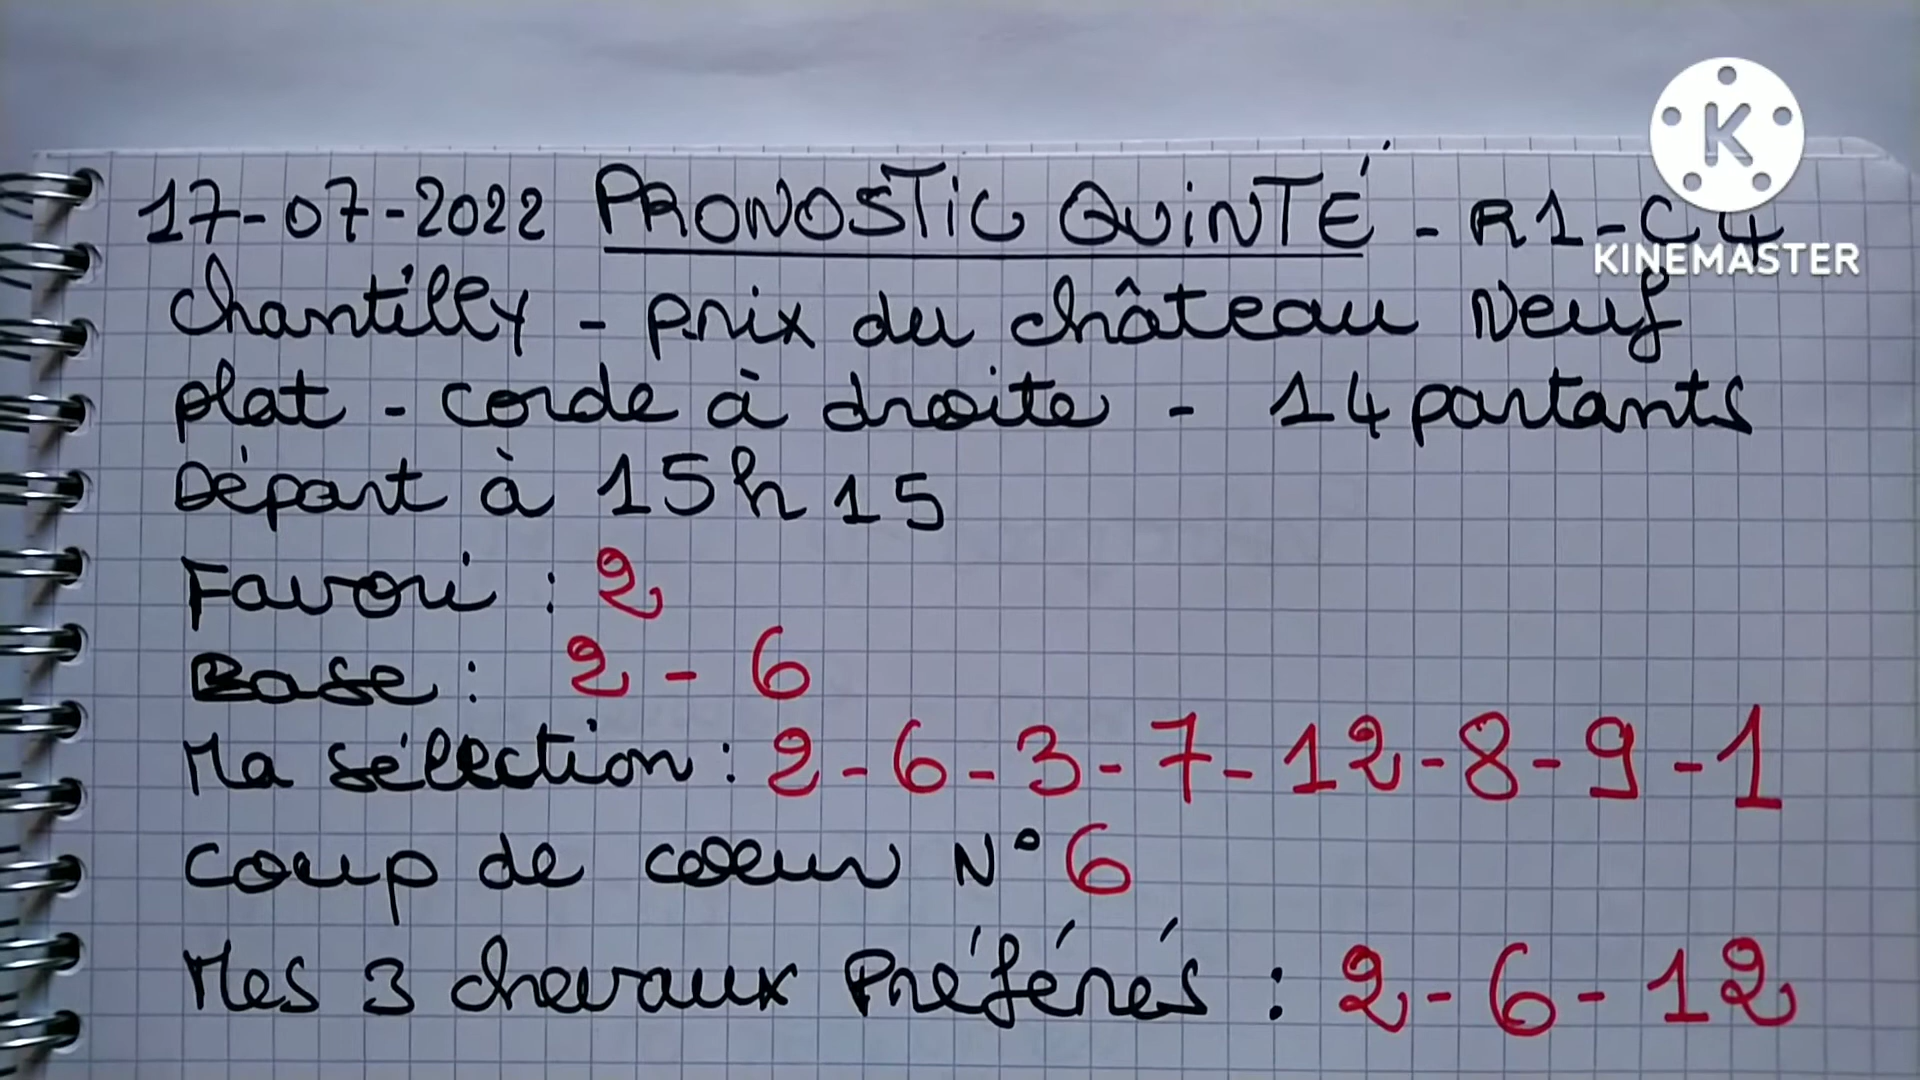 17-07-2022 PRONOSTIC QUINTÉ - R1-C4
Chantilly - prix du château Neuf
plat - corde à droite - 14 partants
Départ à 15h15
Favori : 2
Base : 2 - 6
Ma sélection : 2 - 6 - 3 - 7 - 12 - 8 - 9 - 1
Coup de coeur N° 6
Mes 3 chevaux Préférés : 2 - 6 - 12
K
KINEMASTER